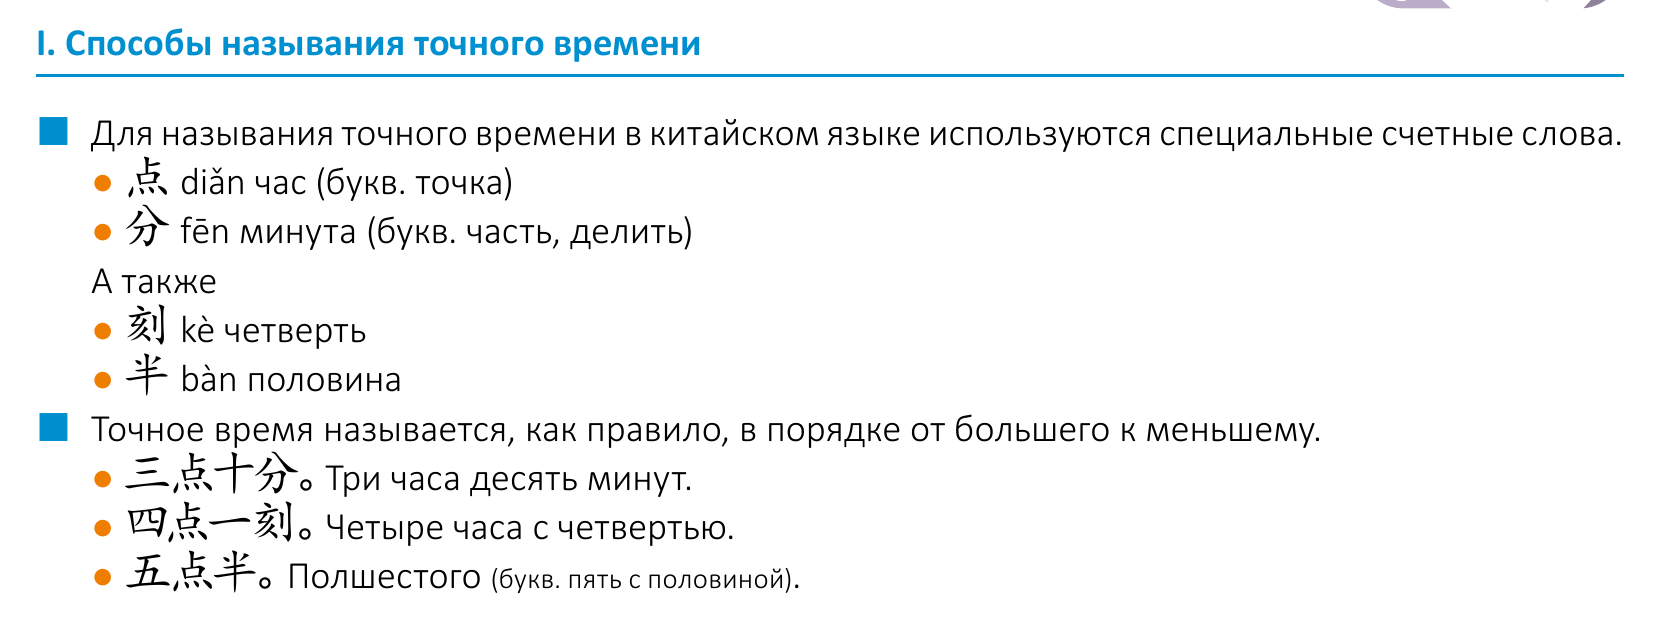 I. Способы называния точного времени
Для называния точного времени в китайском языке используются специальные счетные слова.
● 点 diǎn час (букв. точка)
● 分 fēn минута (букв. часть, делить)
А также
● 刻 kè четверть
● 半 bàn половина
Точное время называется, как правило, в порядке от большего к меньшему.
● 三点十分。Три часа десять минут.
● 四点一刻。Четыре часа с четвертью.
● 五点半。Полшестого (букв. пять с половиной).